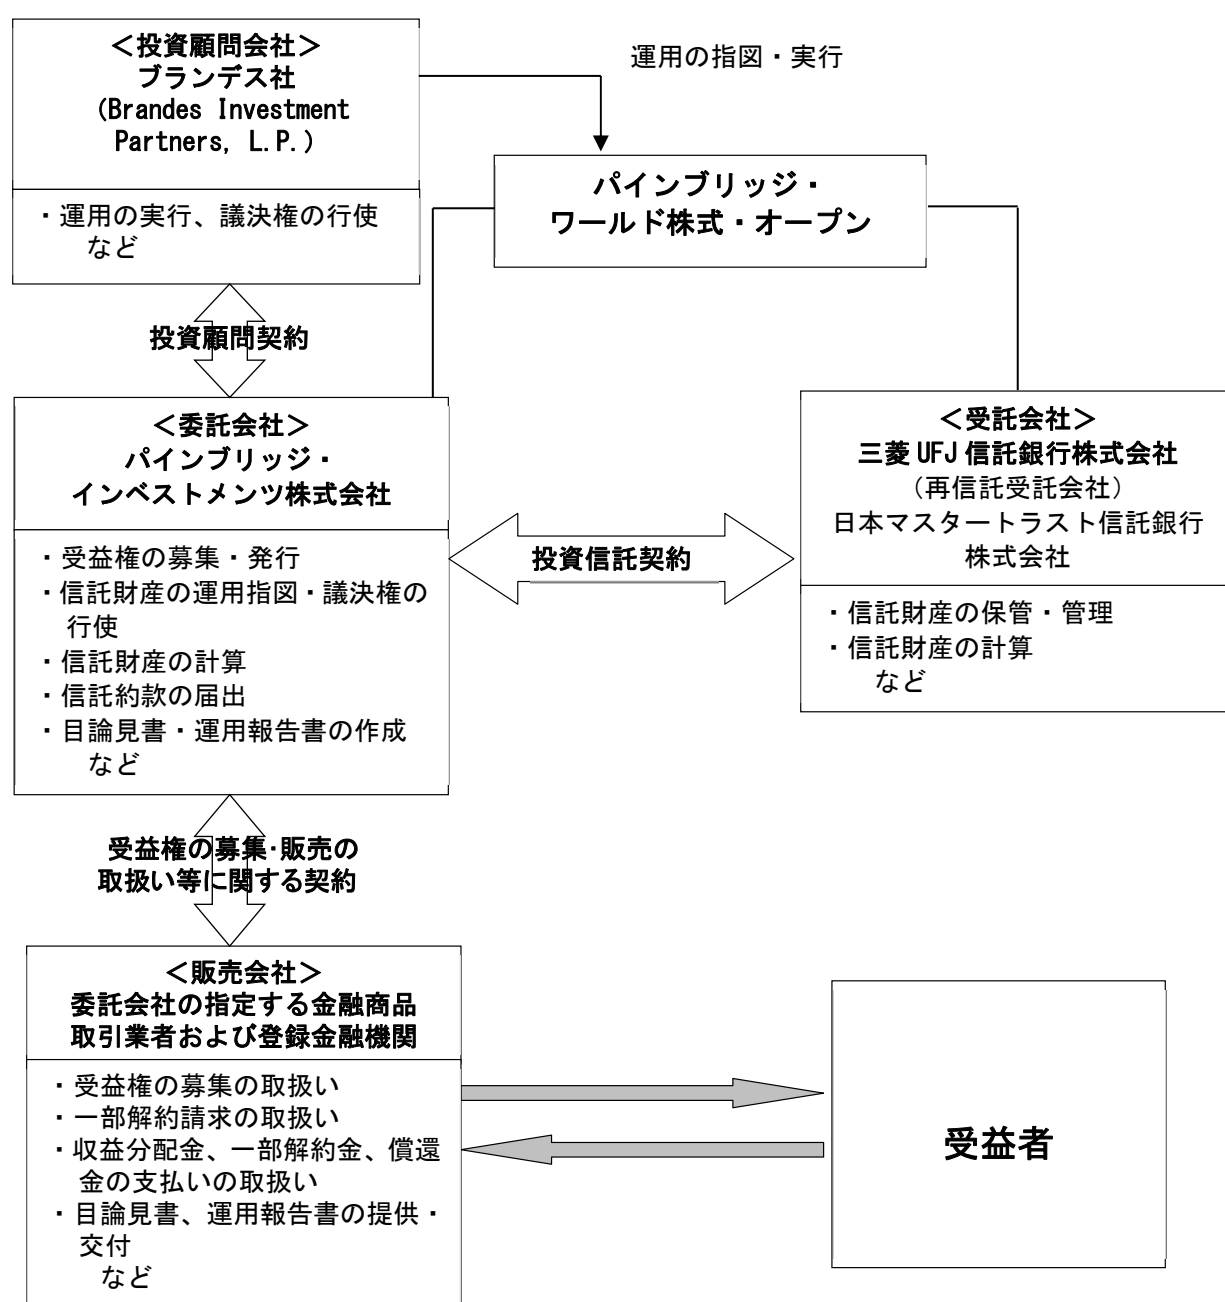 ＜投資顧問会社＞
ブランデス社
(Brandes Investment
Partners, L.P.)
・運用の実行、議決権の行使
など
運用の指図・実行
パインブリッジ・
ワールド株式・オープン
投資顧問契約
＜委託会社＞
パインブリッジ・
インベストメンツ株式会社
・受益権の募集・発行
・信託財産の運用指図・議決権の
行使
・信託財産の計算
・信託約款の届出
・目論見書・運用報告書の作成
など
投資信託契約
＜受託会社＞
三菱UFJ信託銀行株式会社
（再信託受託会社）
日本マスタートラスト信託銀行
株式会社
・信託財産の保管・管理
・信託財産の計算
など
受益権の募集･販売の
取扱い等に関する契約
＜販売会社＞
委託会社の指定する金融商品
取引業者および登録金融機関
・受益権の募集の取扱い
・一部解約請求の取扱い
・収益分配金、一部解約金、償還
金の支払いの取扱い
・目論見書、運用報告書の提供・
交付
など
受益者